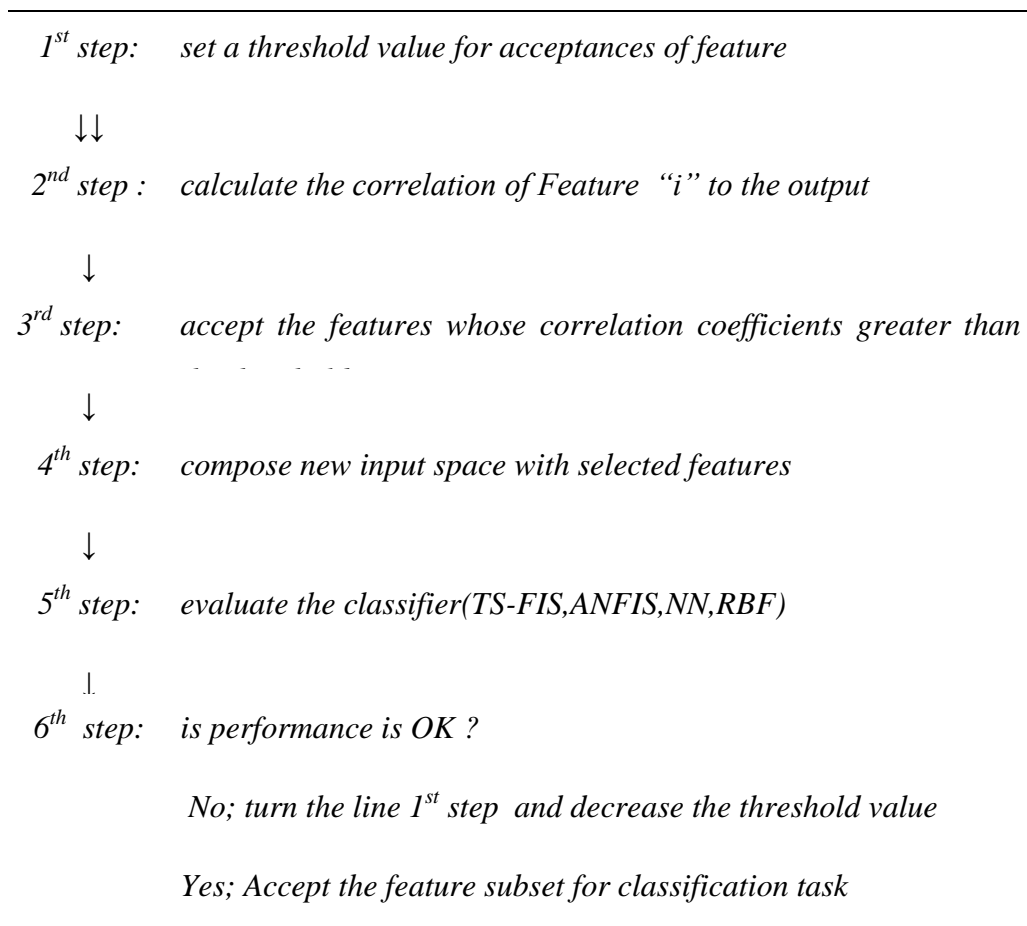 1st step: set a threshold value for acceptances of feature
↓↓
2nd step : calculate the correlation of Feature “i” to the output
↓
3rd step: accept the features whose correlation coefficients greater than
↓
4th step: compose new input space with selected features
↓
5th step: evaluate the classifier(TS-FIS,ANFIS,NN,RBF)
↓
6th step: is performance is OK ?
No; turn the line 1st step and decrease the threshold value
Yes; Accept the feature subset for classification task